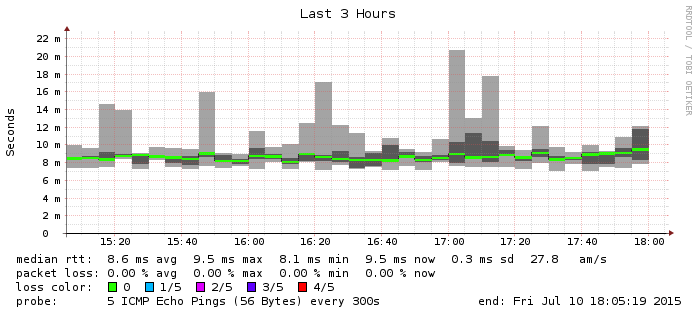 Last 3 Hours
RRDTOOL / TOBI OETIKER
Seconds
22 m
20 m
18 m
16 m
14 m
12 m
10 m
8 m
6 m
4 m
2 m
0
15:20 15:40 16:00 16:20 16:40 17:00 17:20 17:40 18:00
median rtt: 8.6 ms avg 9.5 ms max 8.1 ms min 9.5 ms now 0.3 ms sd 27.8 am/s
packet loss: 0.00 % avg 0.00 % max 0.00 % min 0.00 % now
loss color: 0 1/5 2/5 3/5 4/5
probe: 5 ICMP Echo Pings (56 Bytes) every 300s end: Fri Jul 10 18:05:19 2015